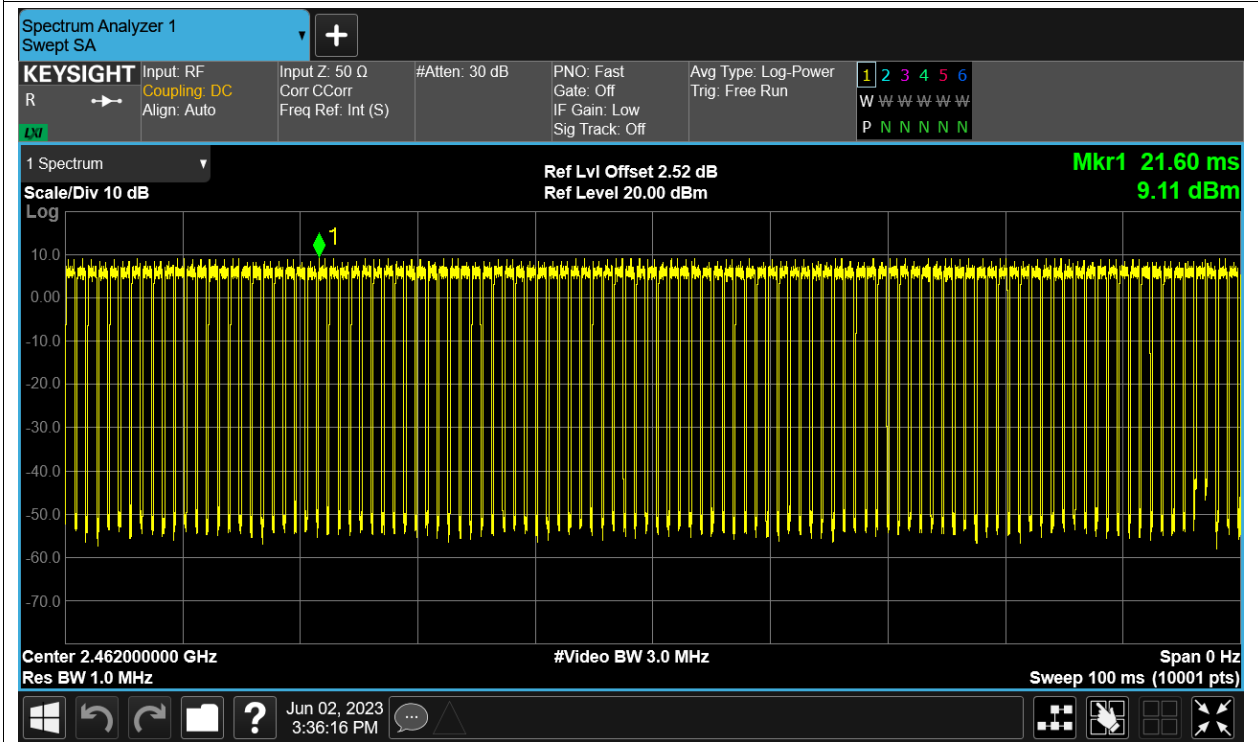 Spectrum Analyzer 1
Swept SA
+
KEYSIGHT
R
LXI
Input: RF
Coupling: DC
Align: Auto
Input Z: 50 Ω
Corr CCorr
Freq Ref: Int (S)
#Atten: 30 dB
PNO: Fast
Gate: Off
IF Gain: Low
Sig Track: Off
Avg Type: Log-Power
Trig: Free Run
1 2 3 4 5 6
W W W W W W
P N N N N N
1 Spectrum
Scale/Div 10 dB
Ref Lvl Offset 2.52 dB
Ref Level 20.00 dBm
Mkr1 21.60 ms
9.11 dBm
Log
1
10.0
0.00
-10.0
-20.0
-30.0
-40.0
-50.0
-60.0
-70.0
Center 2.462000000 GHz
Res BW 1.0 MHz
#Video BW 3.0 MHz
Span 0 Hz
Sweep 100 ms (10001 pts)
?
Jun 02, 2023
3:36:16 PM